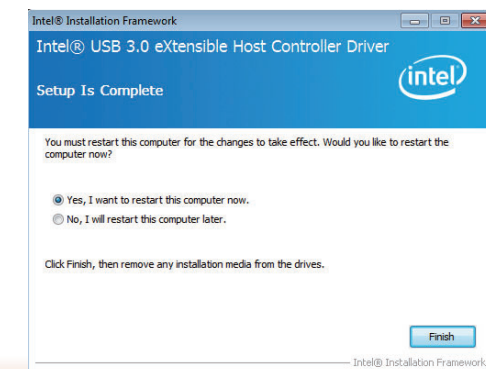 Intel® Installation Framework
Intel® USB 3.0 eXtensible Host Controller Driver
Setup Is Complete
intel®
You must restart this computer for the changes to take effect. Would you like to restart the
computer now?
Yes, I want to restart this computer now.
No, I will restart this computer later.
Click Finish, then remove any installation media from the drives.
Finish
Intel® Installation Framework